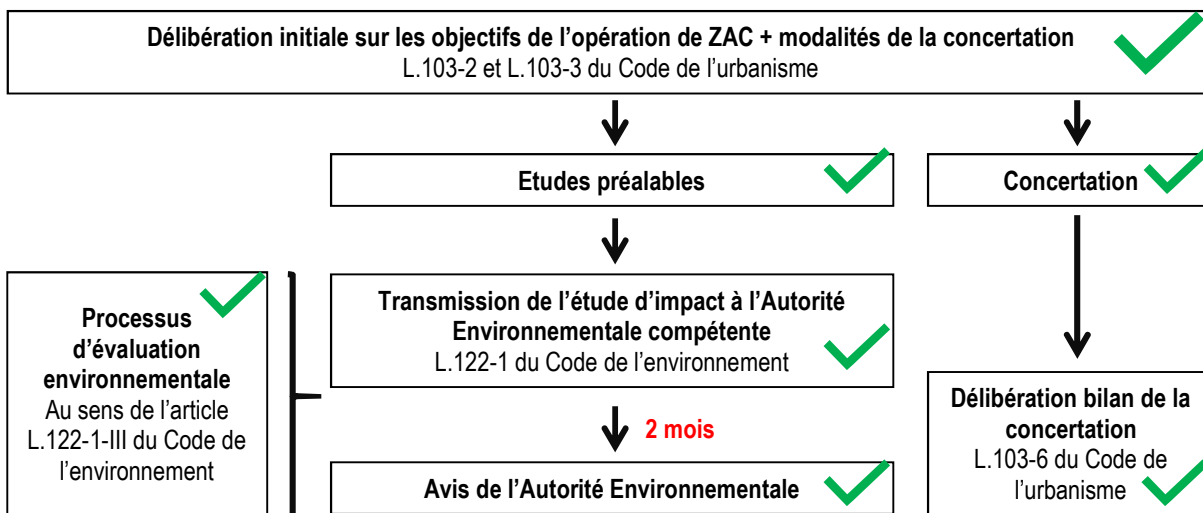 Délibération initiale sur les objectifs de l’opération de ZAC + modalités de la concertation
L.103-2 et L.103-3 du Code de l’urbanisme
Etudes préalables
Concertation
Processus
d’évaluation
environnementale
Au sens de l’article
L.122-1-III du Code de
l’environnement
Transmission de l’étude d’impact à l’Autorité
Environnementale compétente
L.122-1 du Code de l’environnement
2 mois
Avis de l’Autorité Environnementale
Délibération bilan de la
concertation
L.103-6 du Code de
l’urbanisme